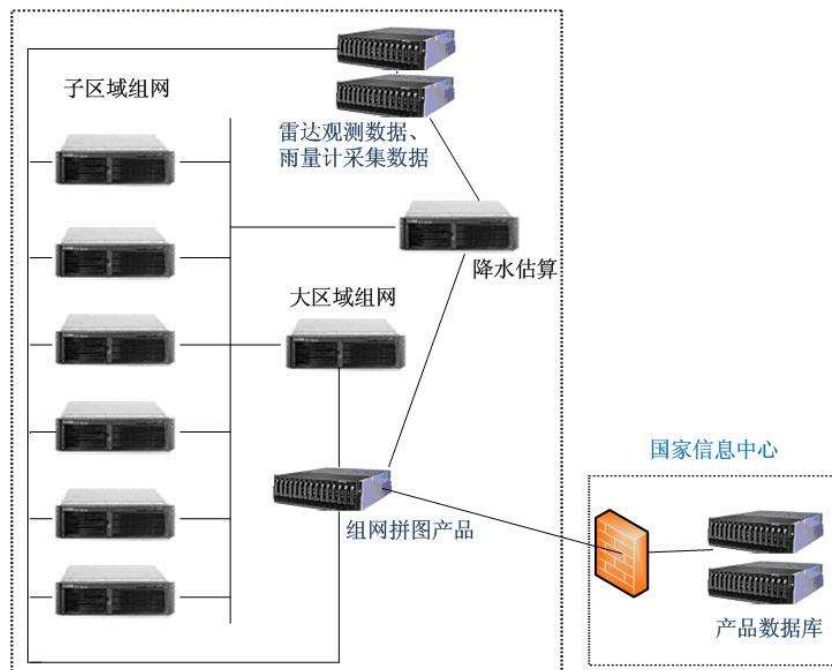 子区域组网
雷达观测数据、
雨量计采集数据
降水估算
大区域组网
国家信息中心
组网拼图产品
产品数据库